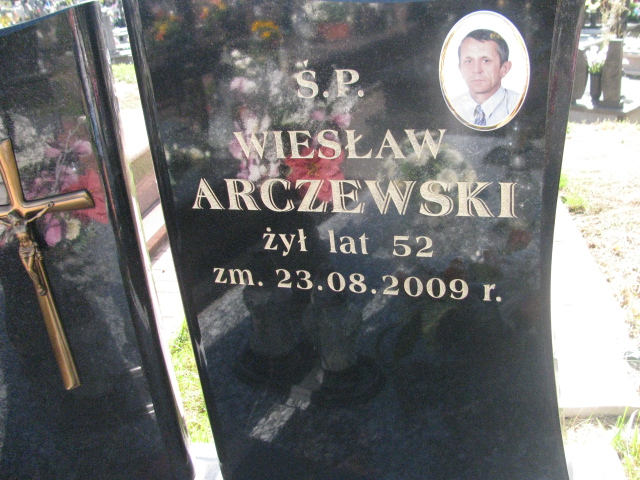 Ś.P.
WIESŁAW
ARCZEWSKI
żył lat 52
zm. 23.08.2009 r.